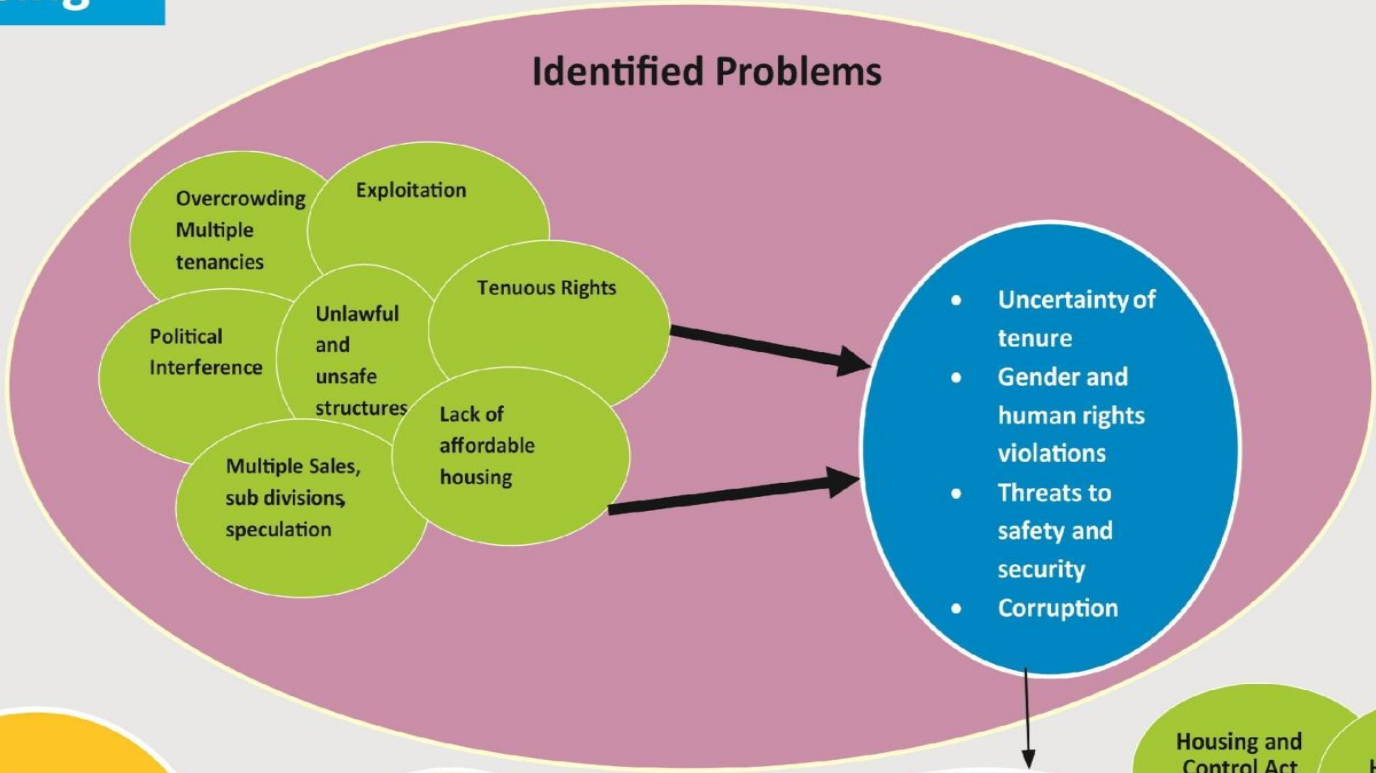 Identified Problems
Overcrowding
Multiple
tenancies
Exploitation
Tenuous Rights
Political
Interference
Unlawful
and
unsafe
structures
Lack of
affordable
housing
Multiple Sales,
sub divisions,
speculation
• Uncertainty of
tenure
• Gender and
human rights
violations
• Threats to
safety and
security
• Corruption
Housing and
Control Act